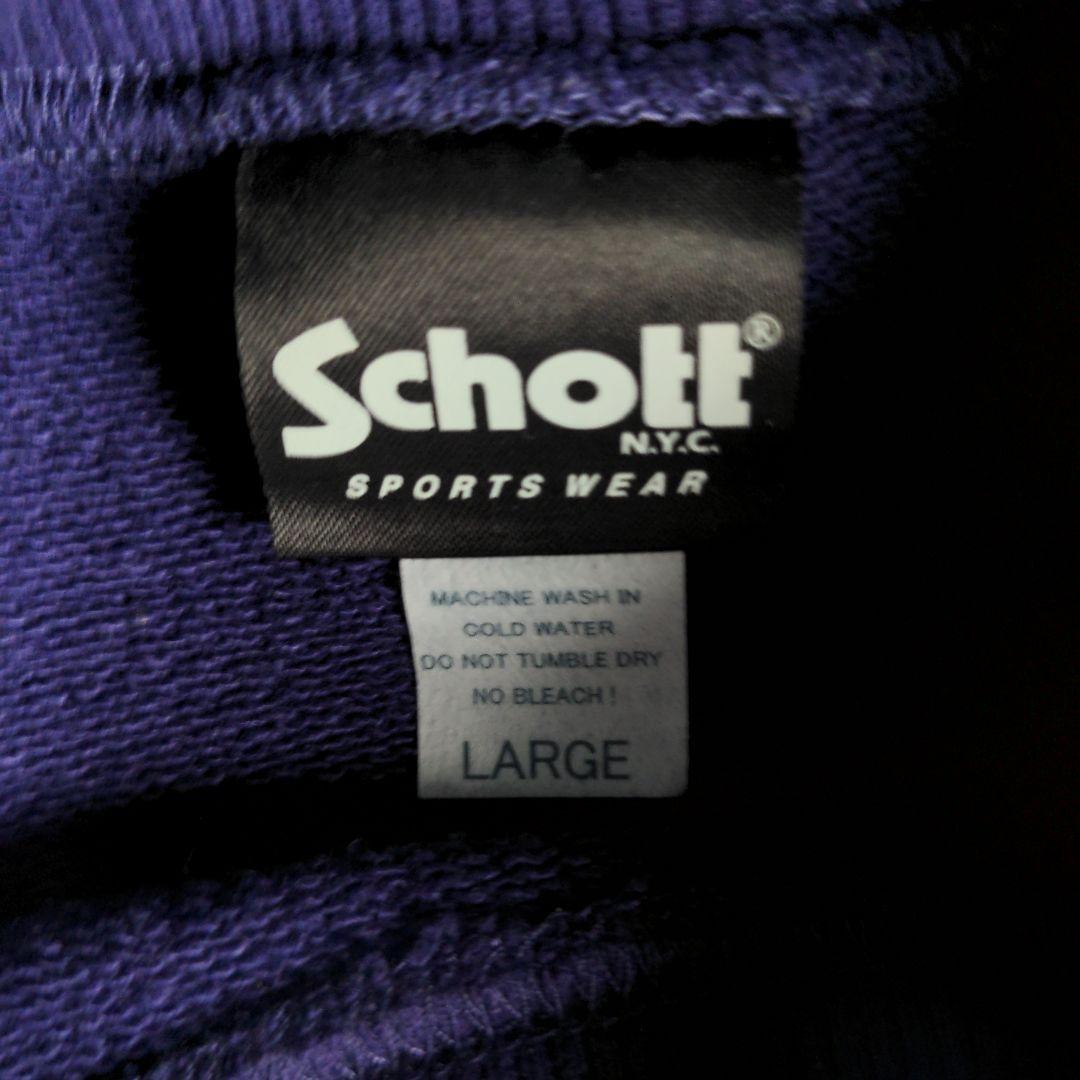 Schott®
N.Y.C.
SPORTS WEAR
MACHINE WASH IN
COLD WATER
DO NOT TUMBLE DRY
NO BLEACH!
LARGE